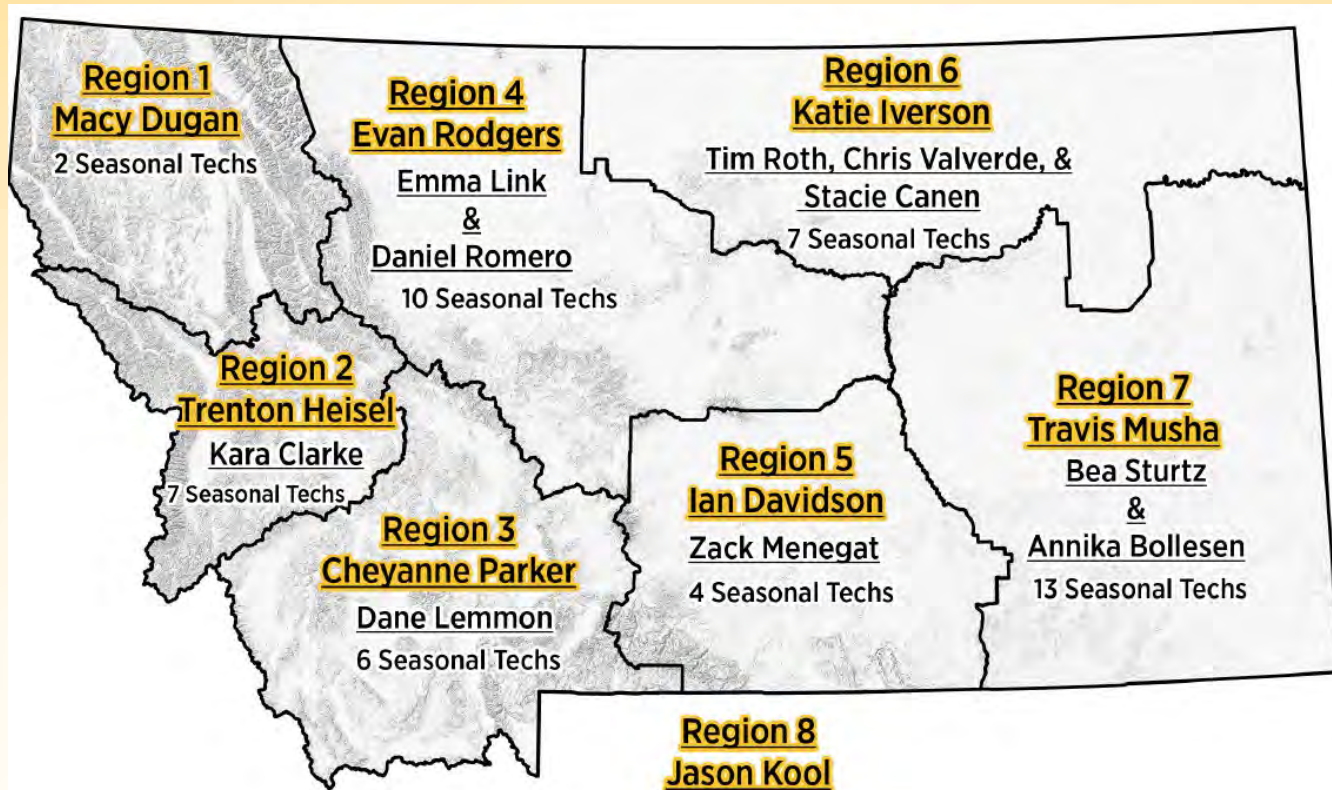 Region 1
Macy Dugan
2 Seasonal Techs
Region 4
Evan Rodgers
Emma Link
&
Daniel Romero
10 Seasonal Techs
Region 6
Katie Iverson
Tim Roth, Chris Valverde, &
Stacie Canen
7 Seasonal Techs
Region 2
Trenton Heisel
Kara Clarke
7 Seasonal Techs
Region 3
Cheyanne Parker
Dane Lemmon
6 Seasonal Techs
Region 5
Ian Davidson
Zack Menegat
4 Seasonal Techs
Region 7
Travis Musha
Bea Sturtz
&
Annika Bollesen
13 Seasonal Techs
Region 8
Jason Kool